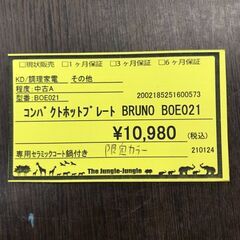 □現状販売 □1ヶ月保証 □3ヶ月保証 □6ヶ月保証
KD/調理家電 その他
程度:中古A
型番:BOE021 2002185251600573
コンパクトホットプレート BRUNO BOE021
¥10,980(税込)
専用セラミックコート鍋付き 限定カラー 210124
The Jungle-Jungle